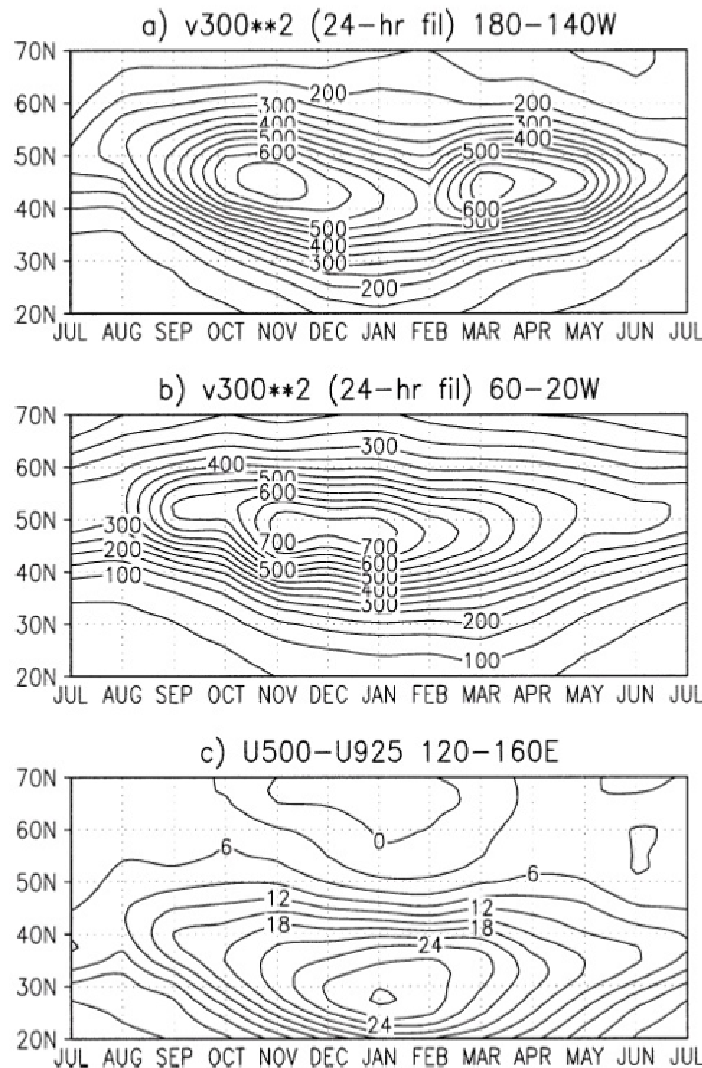 a) v300**2 (24-hr fil) 180-140W
70N
60N
50N
40N
30N
20N
200
300
400
500
600
200
300
400
500
600
500
500
400
300
200
JUL AUG SEP OCT NOV DEC JAN FEB MAR APR MAY JUN JUL
b) v300**2 (24-hr fil) 60-20W
70N
60N
50N
40N
30N
20N
300
400
500
600
300
200
100
700
500
700
600
500
400
300
200
100
JUL AUG SEP OCT NOV DEC JAN FEB MAR APR MAY JUN JUL
c) U500-U925 120-160E
70N
60N
50N
40N
30N
20N
0
6
6
12
12
18
18
24
24
JUL AUG SEP OCT NOV DEC JAN FEB MAR APR MAY JUN JUL